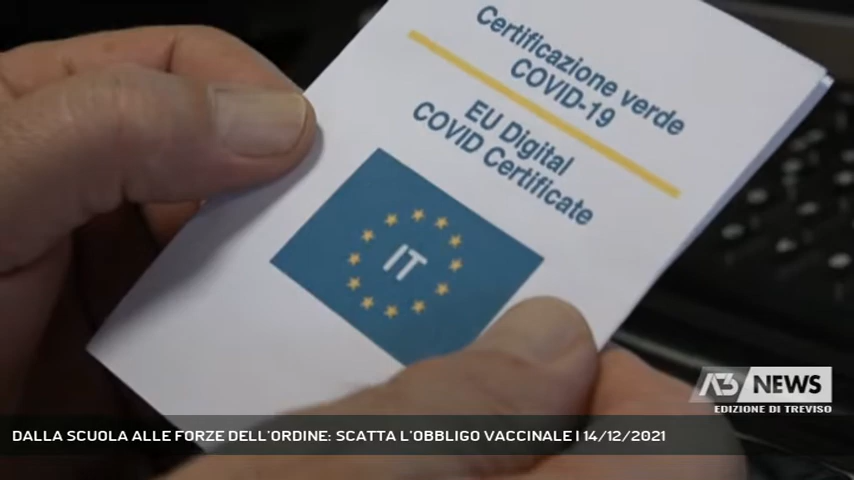 Certificazione verde
COVID-19
EU Digital
COVID Certificate
IT
A3 NEWS
EDIZIONE DI TREVISO
DALLA SCUOLA ALLE FORZE DELL'ORDINE: SCATTA L'OBBLIGO VACCINALE | 14/12/2021